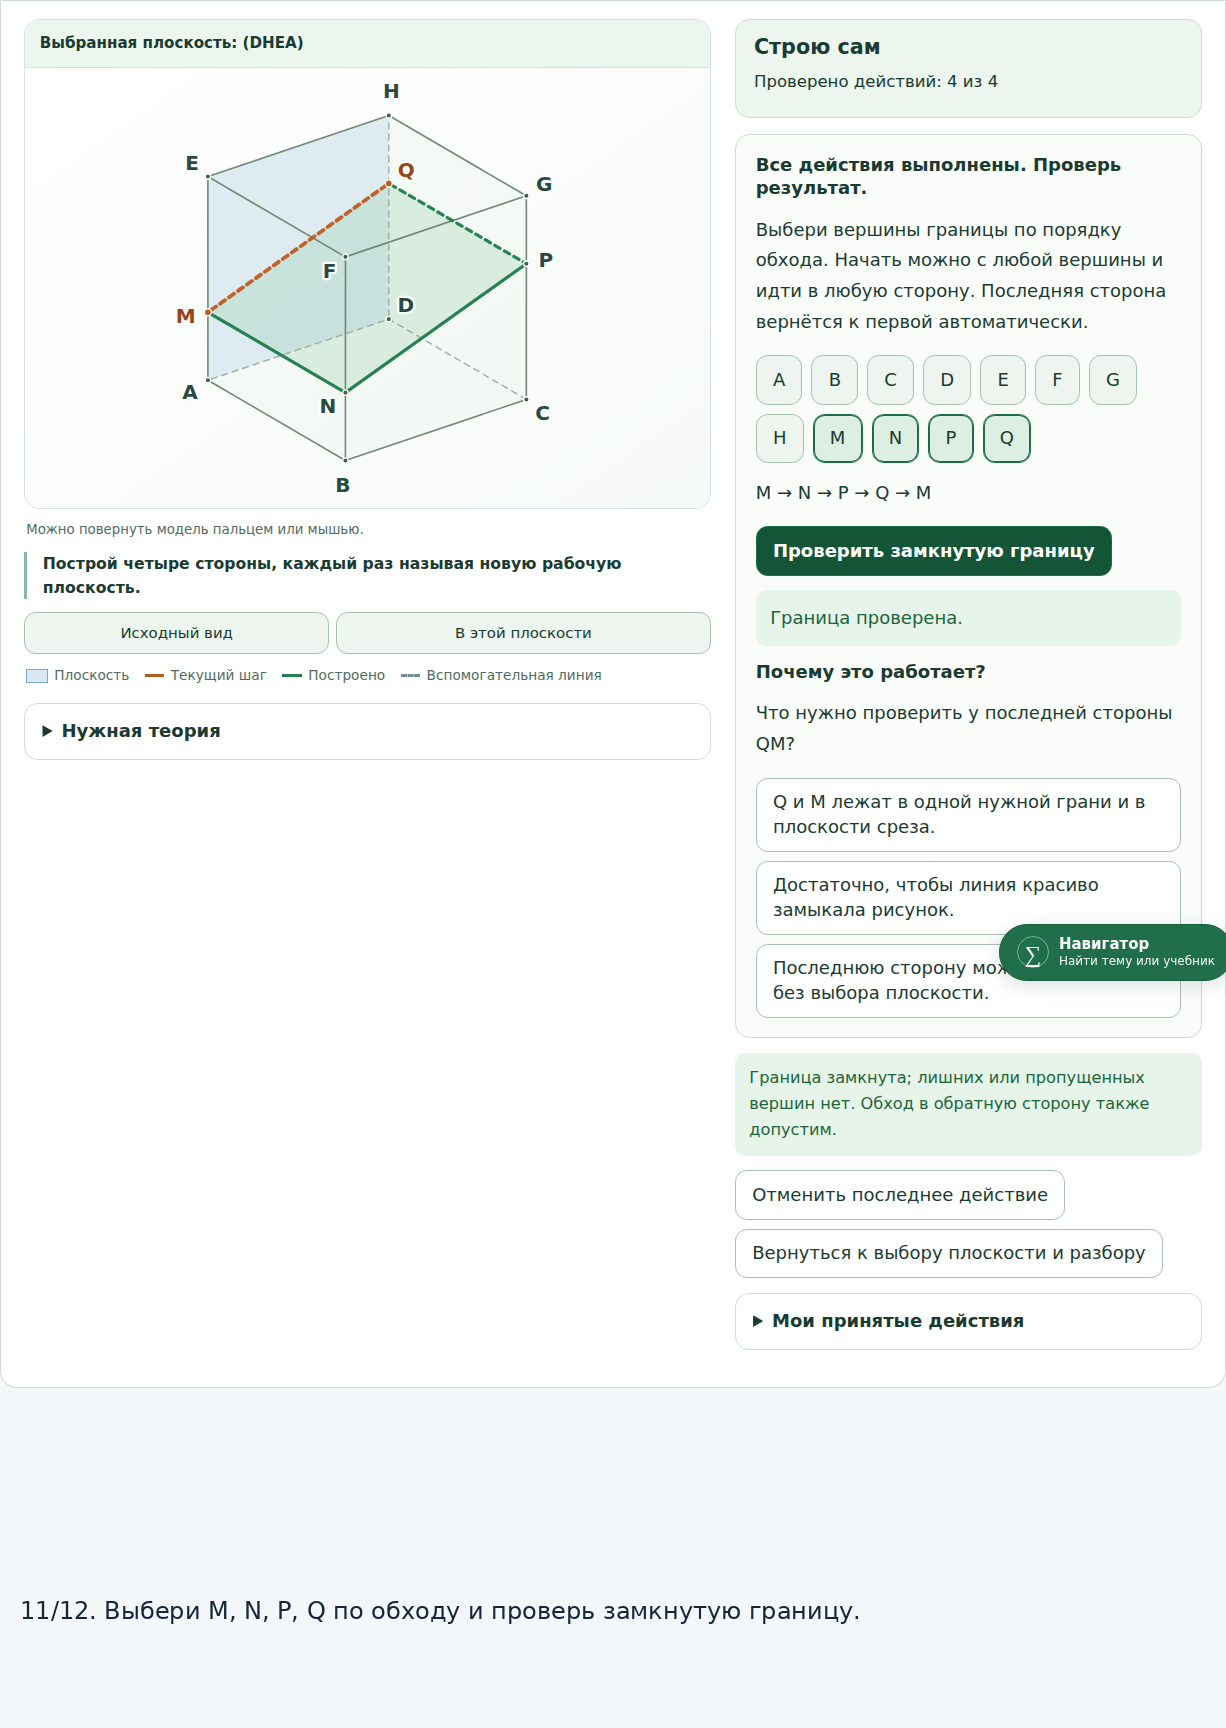 Выбранная плоскость: (DHEA)
H
E
Q
G
F
P
M
D
A
N
C
B
Можно повернуть модель пальцем или мышью.
Построй четыре стороны, каждый раз называя новую рабочую
плоскость.
Исходный вид
В этой плоскости
Плоскость
Текущий шаг
Построено
Вспомогательная линия
▶ Нужная теория
Строю сам
Проверено действий: 4 из 4
Все действия выполнены. Проверь
результат.
Выбери вершины границы по порядку
обхода. Начать можно с любой вершины и
идти в любую сторону. Последняя сторона
вернётся к первой автоматически.
A B C D E F G
H M N P Q
M → N → P → Q → M
Проверить замкнутую границу
Граница проверена.
Почему это работает?
Что нужно проверить у последней стороны
QM?
Q и M лежат в одной нужной грани и в
плоскости среза.
Достаточно, чтобы линия красиво
замыкала рисунок.
Последнюю сторону
без выбора плоскости.
∑ Навигатор
Найти тему или учебник
Граница замкнута; лишних или пропущенных
вершин нет. Обход в обратную сторону также
допустим.
Отменить последнее действие
Вернуться к выбору плоскости и разбору
▶ Мои принятые действия
11/12. Выбери M, N, P, Q по обходу и проверь замкнутую границу.